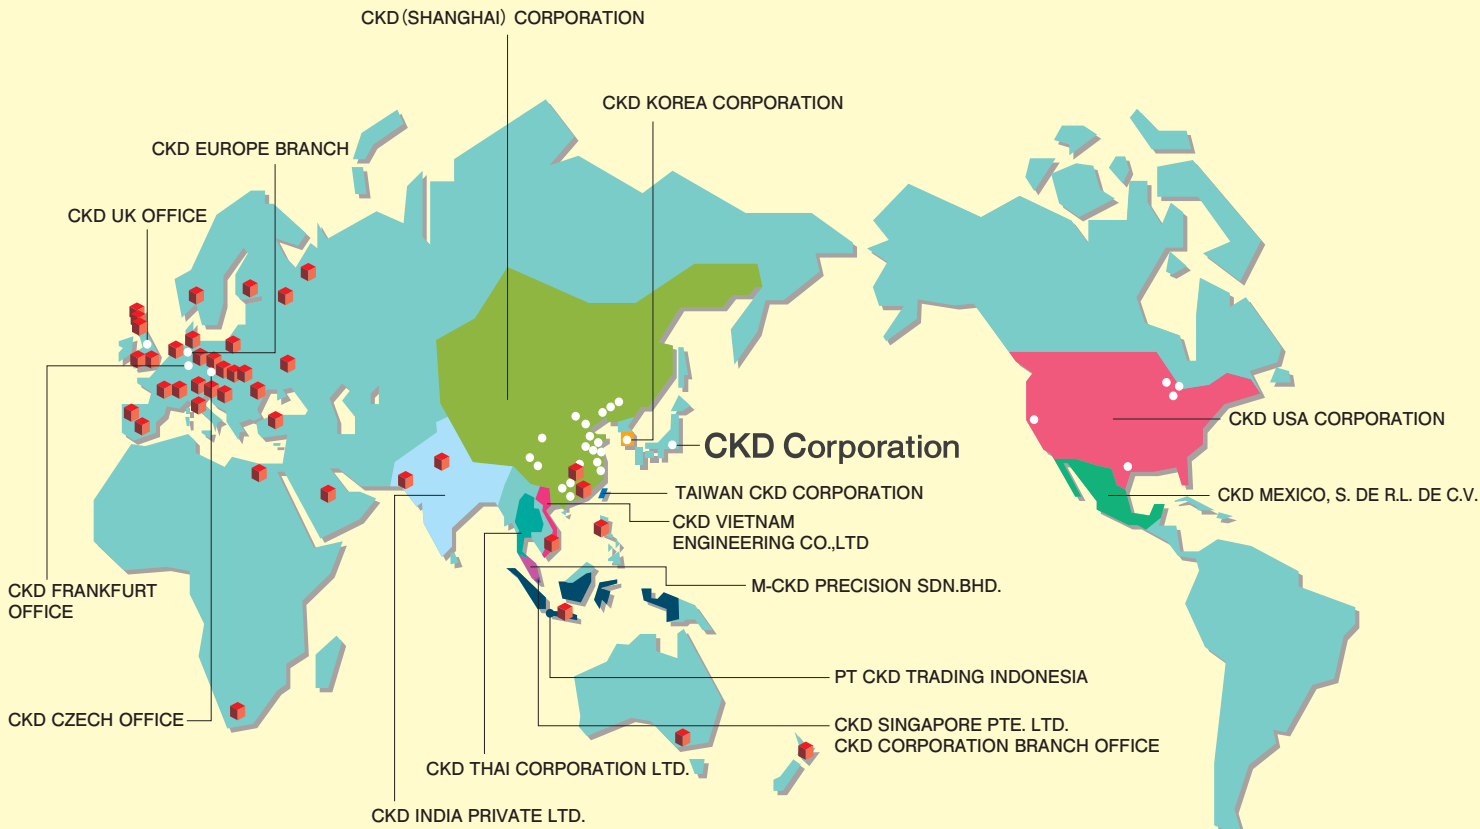 CKD(SHANGHAI) CORPORATION
CKD KOREA CORPORATION
CKD EUROPE BRANCH
CKD UK OFFICE
CKD USA CORPORATION
CKD Corporation
TAIWAN CKD CORPORATION
CKD MEXICO, S. DE R.L. DE C.V.
CKD VIETNAM
ENGINEERING CO.,LTD
M-CKD PRECISION SDN.BHD.
CKD FRANKFURT
OFFICE
PT CKD TRADING INDONESIA
CKD CZECH OFFICE
CKD SINGAPORE PTE. LTD.
CKD CORPORATION BRANCH OFFICE
CKD THAI CORPORATION LTD.
CKD INDIA PRIVATE LTD.